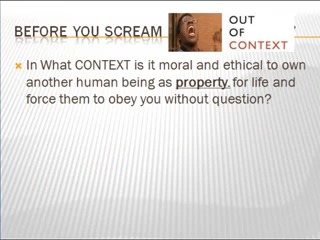 BEFORE YOU SCREAM
OUT
OF
CONTEXT
In What CONTEXT is it moral and ethical to own
another human being as property for life and
force them to obey you without question?